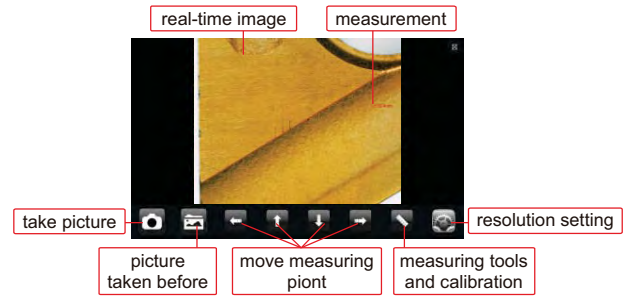 real-time image
measurement
take picture
resolution setting
picture
taken before
move measuring
piont
measuring tools
and calibration